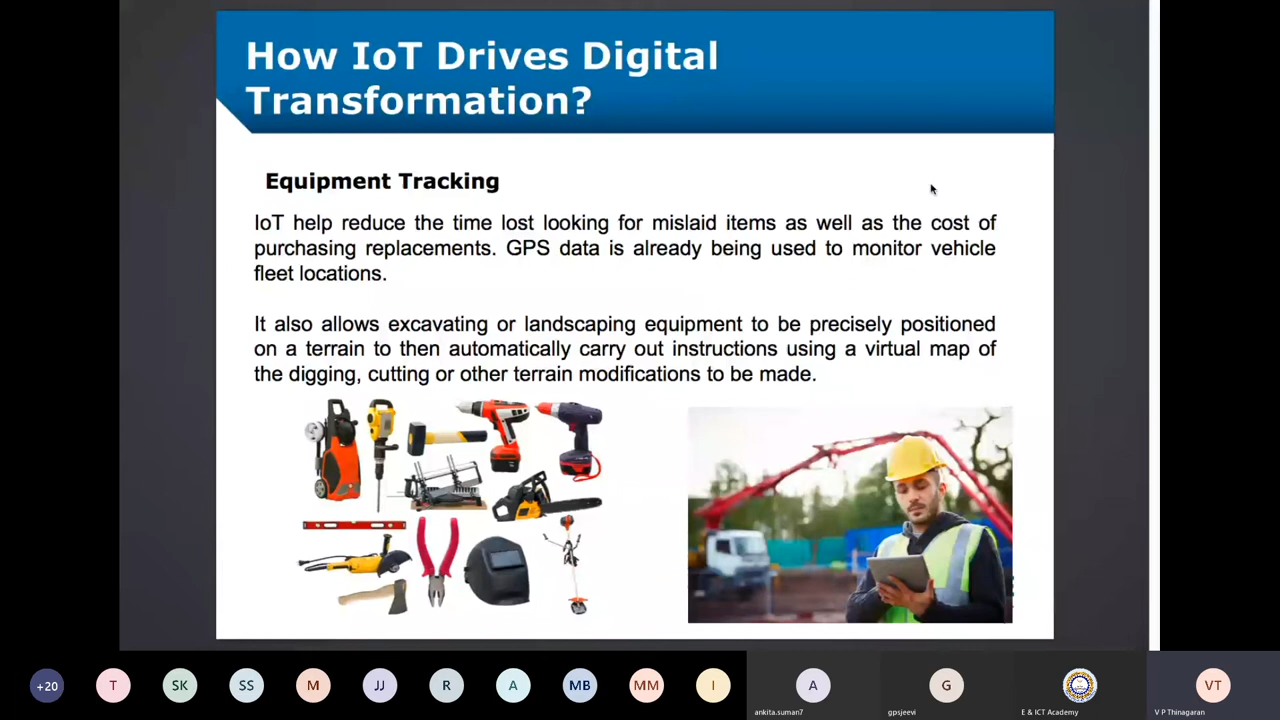 How IoT Drives Digital
Transformation?
Equipment Tracking
IoT help reduce the time lost looking for mislaid items as well as the cost of
purchasing replacements. GPS data is already being used to monitor vehicle
fleet locations.
It also allows excavating or landscaping equipment to be precisely positioned
on a terrain to then automatically carry out instructions using a virtual map of
the digging, cutting or other terrain modifications to be made.
+20 T SK SS M JJ R A MB MM I A G VT
ankita.suman7 gpsjeevi E & ICT Academy V P Thinagaran